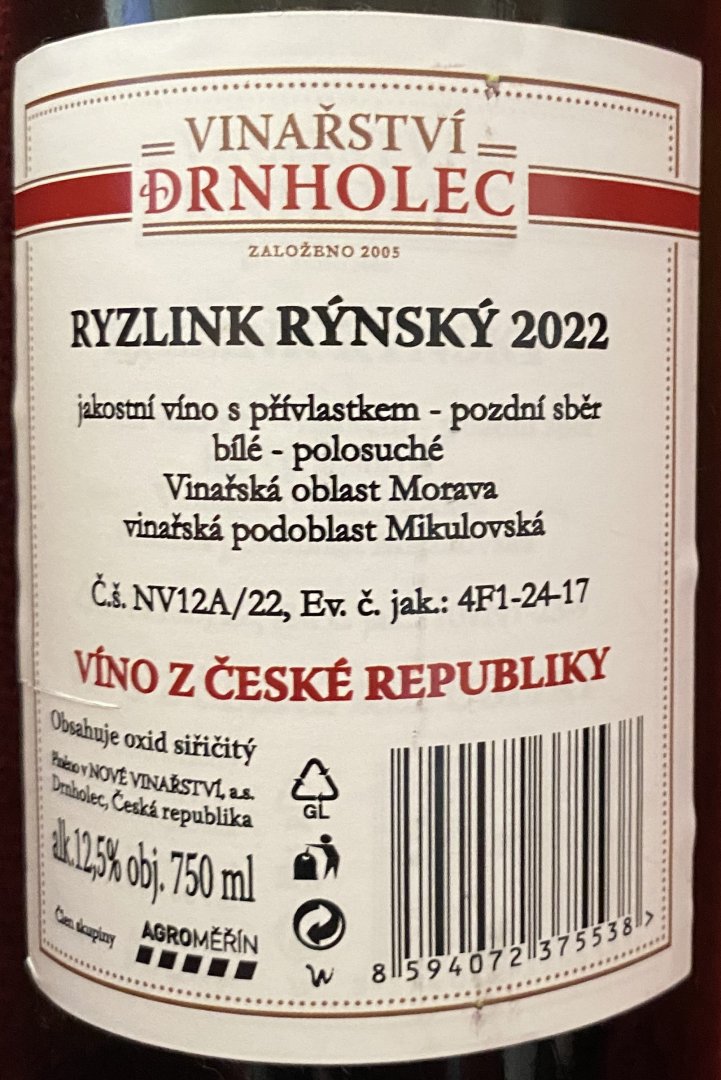 VINAŘSTVÍ
DRNHOLEC
ZALOŽENO 2005
RYZLINK RÝNSKÝ 2022
jakostní víno s přívlastkem - pozdní sběr
bílé - polosuché
Vinařská oblast Morava
vinařská podoblast Mikulovská
Č.š. NV12A/22, Ev. č. jak.: 4F1-24-17
VÍNO Z ČESKÉ REPUBLIKY
Obsahuje oxid siřičitý
Plněno v NOVÉ VINAŘSTVÍ, a.s.
Drnholec, Česká republika
alk.12,5% obj. 750 ml
Člen skupiny AGROMĚŘÍN
GL
W
8 594072 375538 >